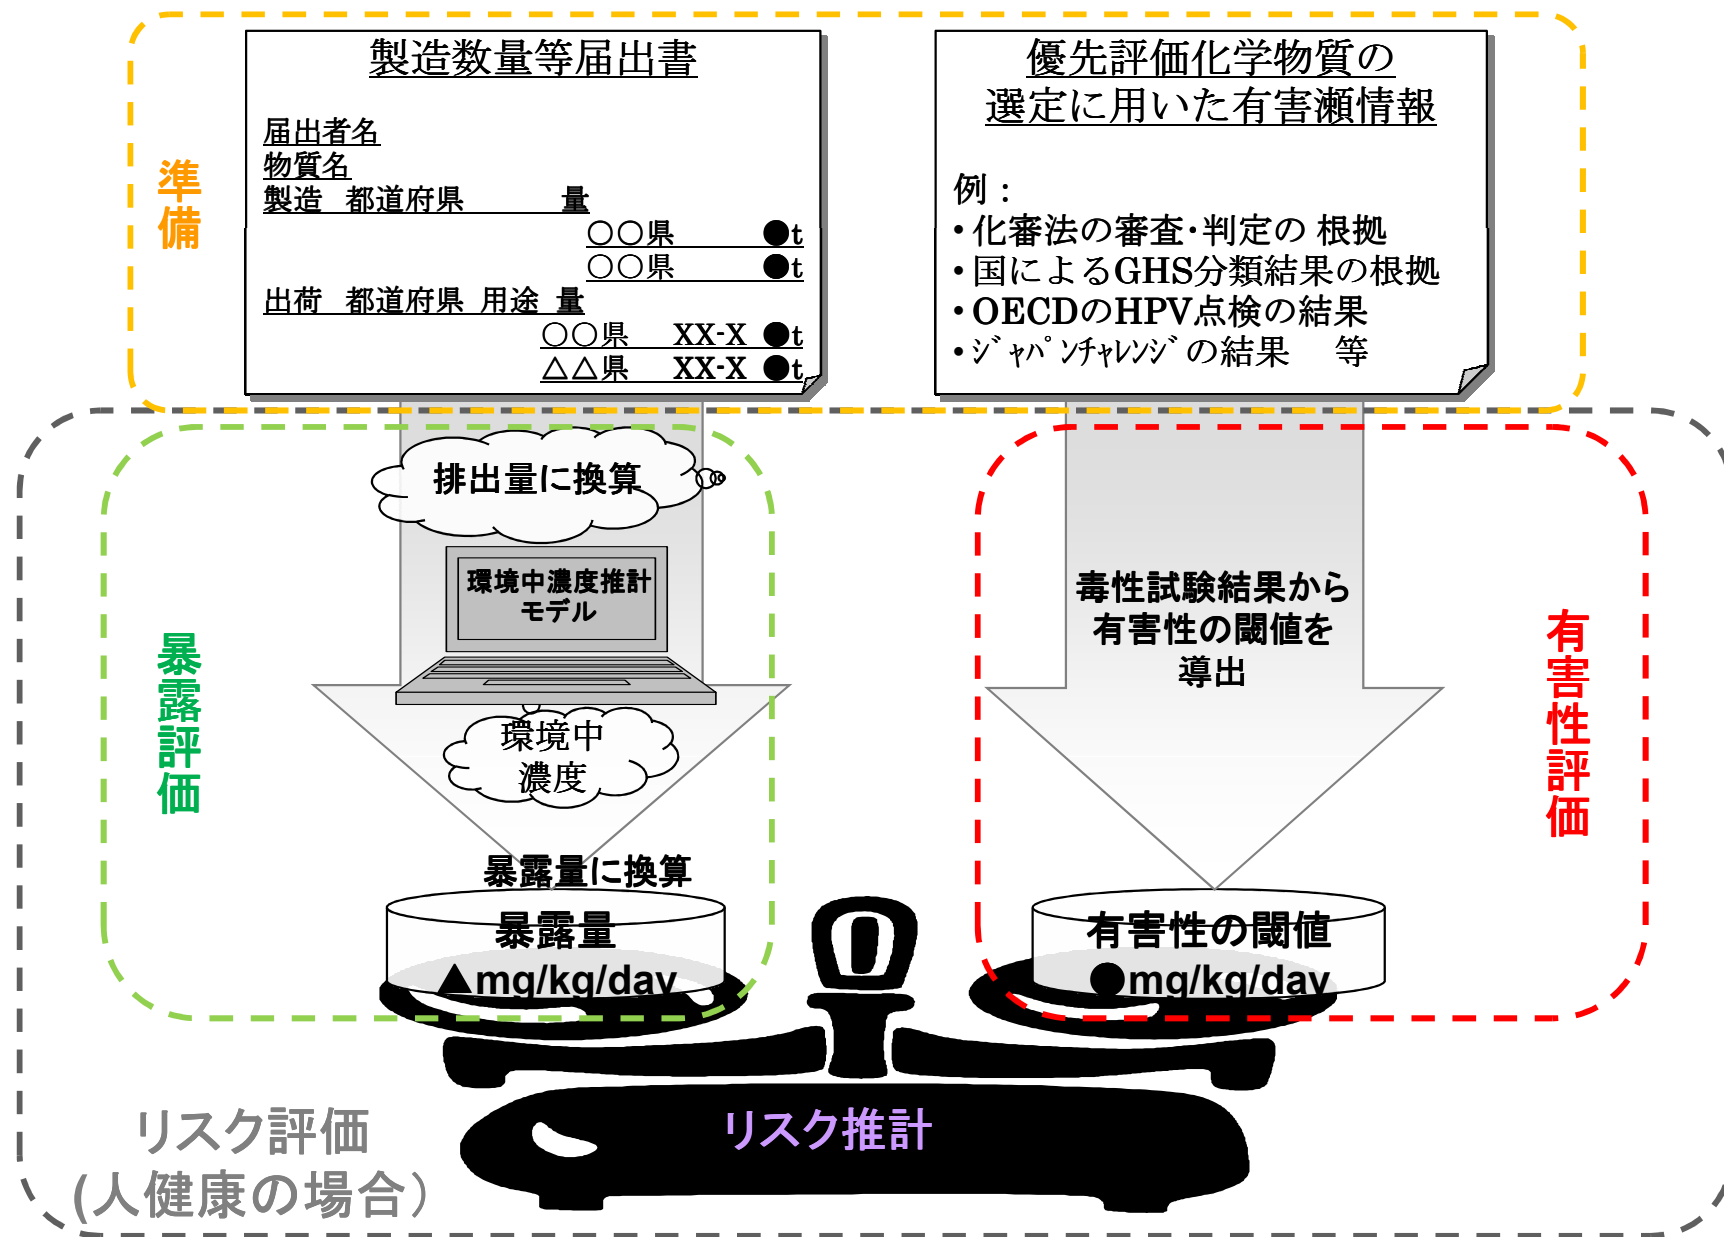 製造数量等届出書
届出者名
物質名
製造 都道府県 量
〇〇県 ●t
〇〇県 ●t
出荷 都道府県 用途 量
〇〇県 XX-X ●t
△△県 XX-X ●t
優先評価化学物質の
選定に用いた有害瀬情報
例：
・化審法の審査・判定の 根拠
・国によるGHS分類結果の根拠
・OECDのHPV点検の結果
・ｼﾞｬﾊﾟﾝﾁｬﾚﾝｼﾞの結果 等
準備
排出量に換算
環境中濃度推計
モデル
環境中
濃度
暴露量に換算
暴露量
▲mg/kg/day
暴露評価
毒性試験結果から
有害性の閾値を
導出
有害性の閾値
●mg/kg/day
有害性評価
リスク推計
リスク評価
(人健康の場合）